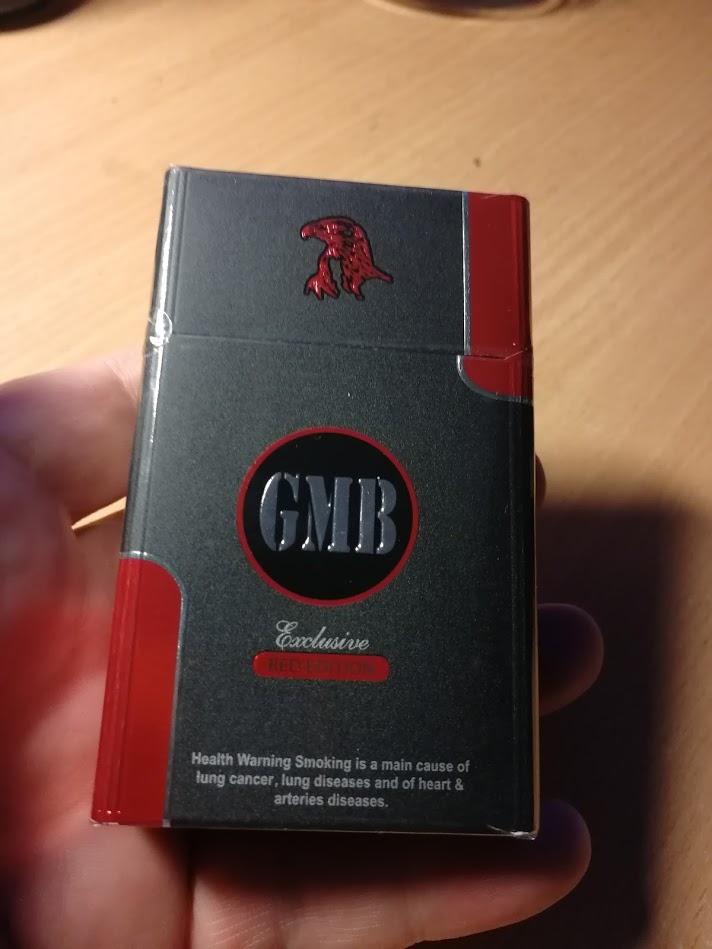 GMB
Exclusive
RED EDITION
Health Warning Smoking is a main cause of
lung cancer, lung diseases and of heart &
arteries diseases.